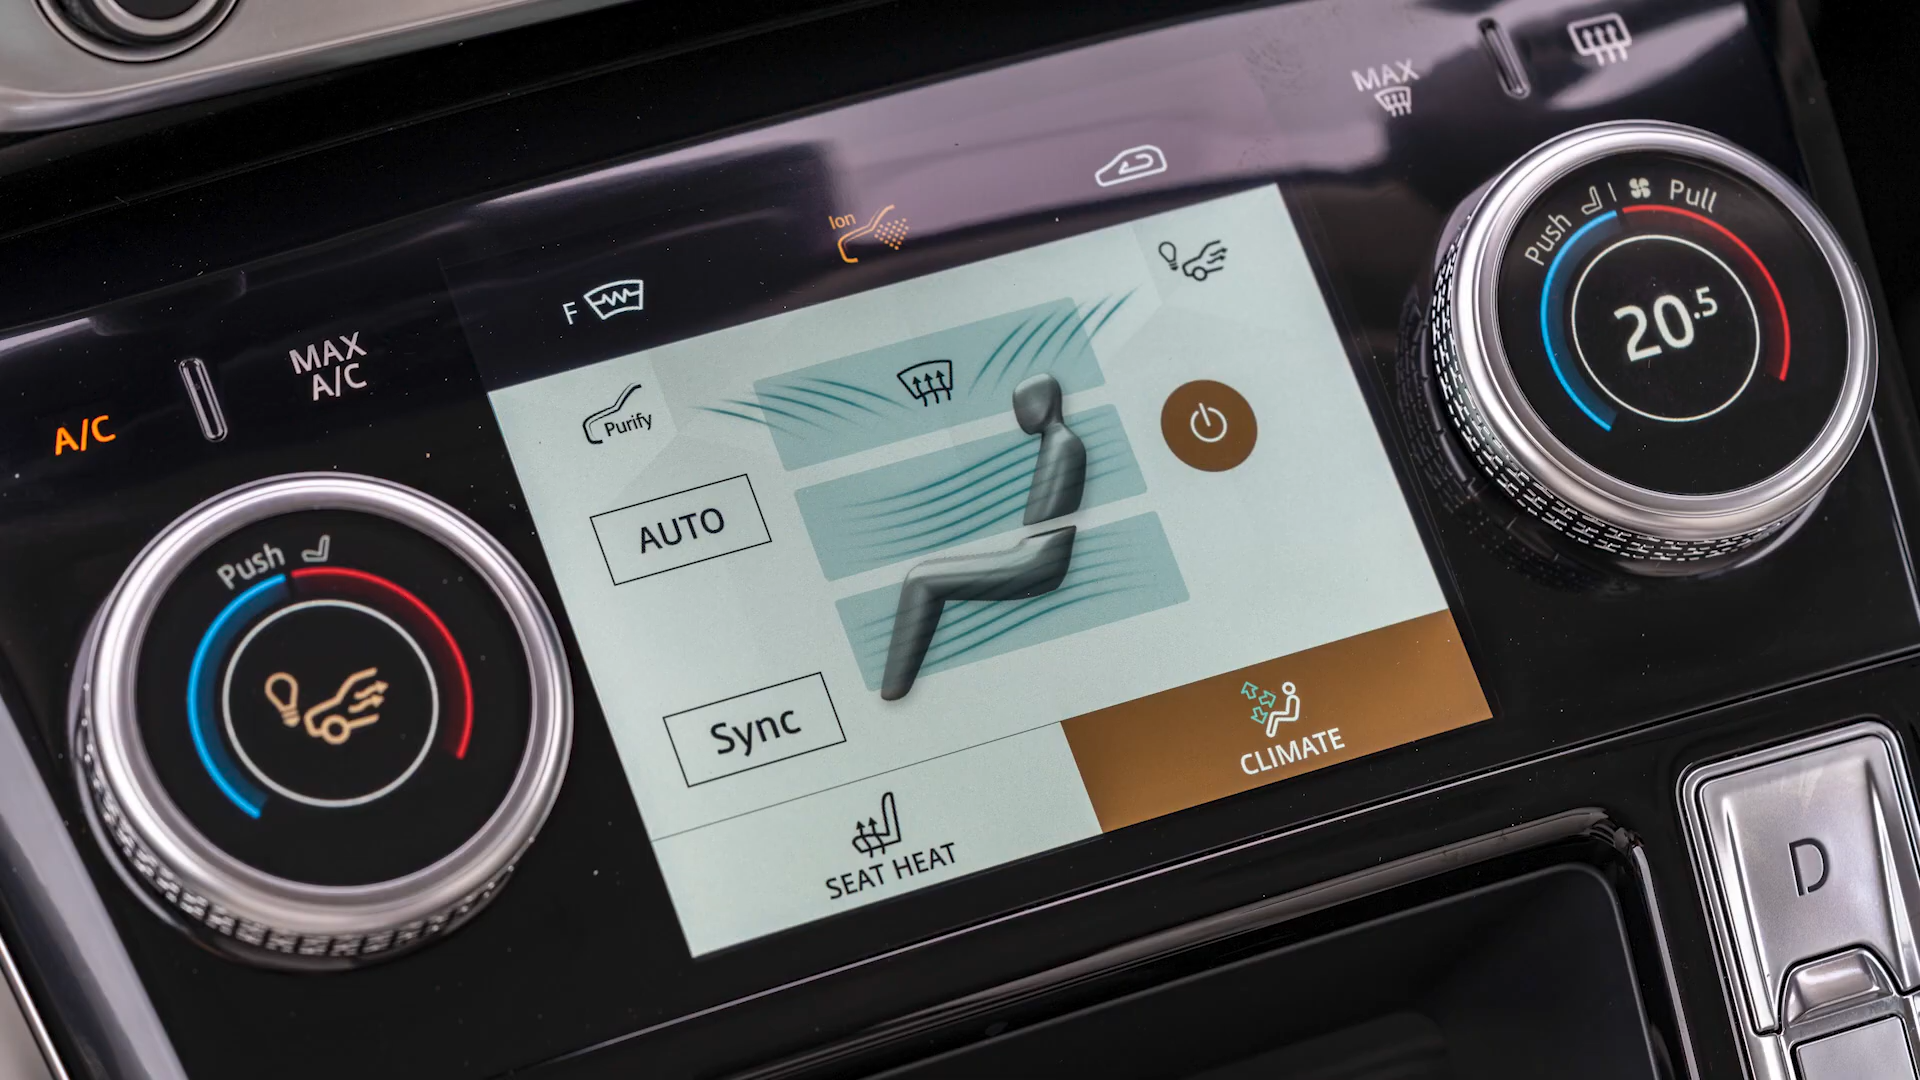 MAX
Ion
Push
Pull
20.5
F
MAX
A/C
A/C
Purify
AUTO
Push
Sync
CLIMATE
SEAT HEAT
D